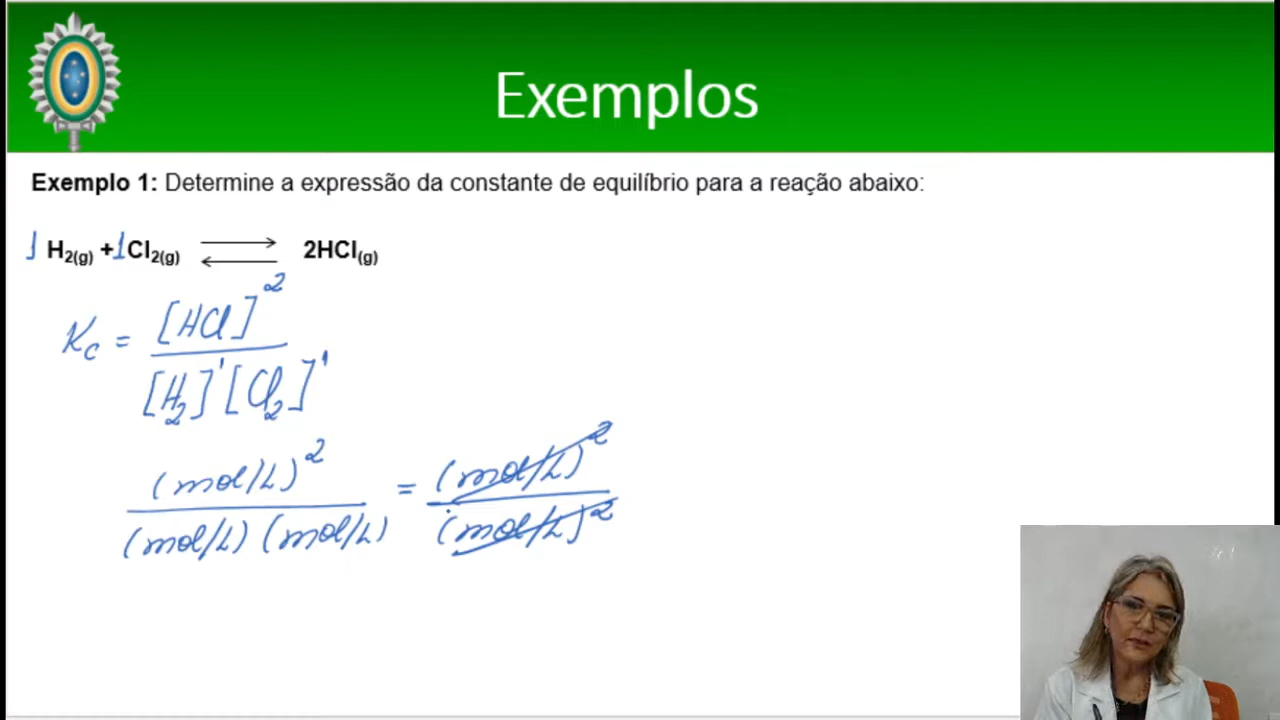 Exemplos
Exemplo 1: Determine a expressão da constante de equilíbrio para a reação abaixo:
1 H₂(g) + 1 Cl₂(g) ⇌ 2HCl(g)
Kc = [HCl]² / [H₂]¹ [Cl₂]¹
(mol/L)² / (mol/L) (mol/L) = (mol/L)² / (mol/L)²